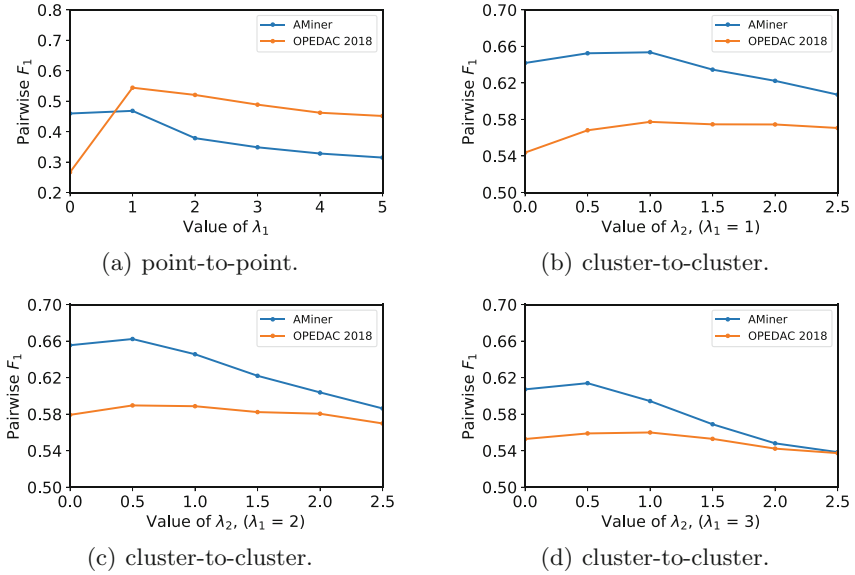 0.8
0.7
0.6
0.5
0.4
0.3
0.2
Pairwise F₁
AMiner
OPEDAC 2018
0 1 2 3 4 5
Value of λ₁
(a) point-to-point.
0.70
0.66
0.62
0.58
0.54
0.50
Pairwise F₁
AMiner
OPEDAC 2018
0.0 0.5 1.0 1.5 2.0 2.5
Value of λ₂, (λ₁ = 1)
(b) cluster-to-cluster.
0.70
0.66
0.62
0.58
0.54
0.50
Pairwise F₁
AMiner
OPEDAC 2018
0.0 0.5 1.0 1.5 2.0 2.5
Value of λ₂, (λ₁ = 2)
(c) cluster-to-cluster.
0.70
0.66
0.62
0.58
0.54
0.50
Pairwise F₁
AMiner
OPEDAC 2018
0.0 0.5 1.0 1.5 2.0 2.5
Value of λ₂, (λ₁ = 3)
(d) cluster-to-cluster.